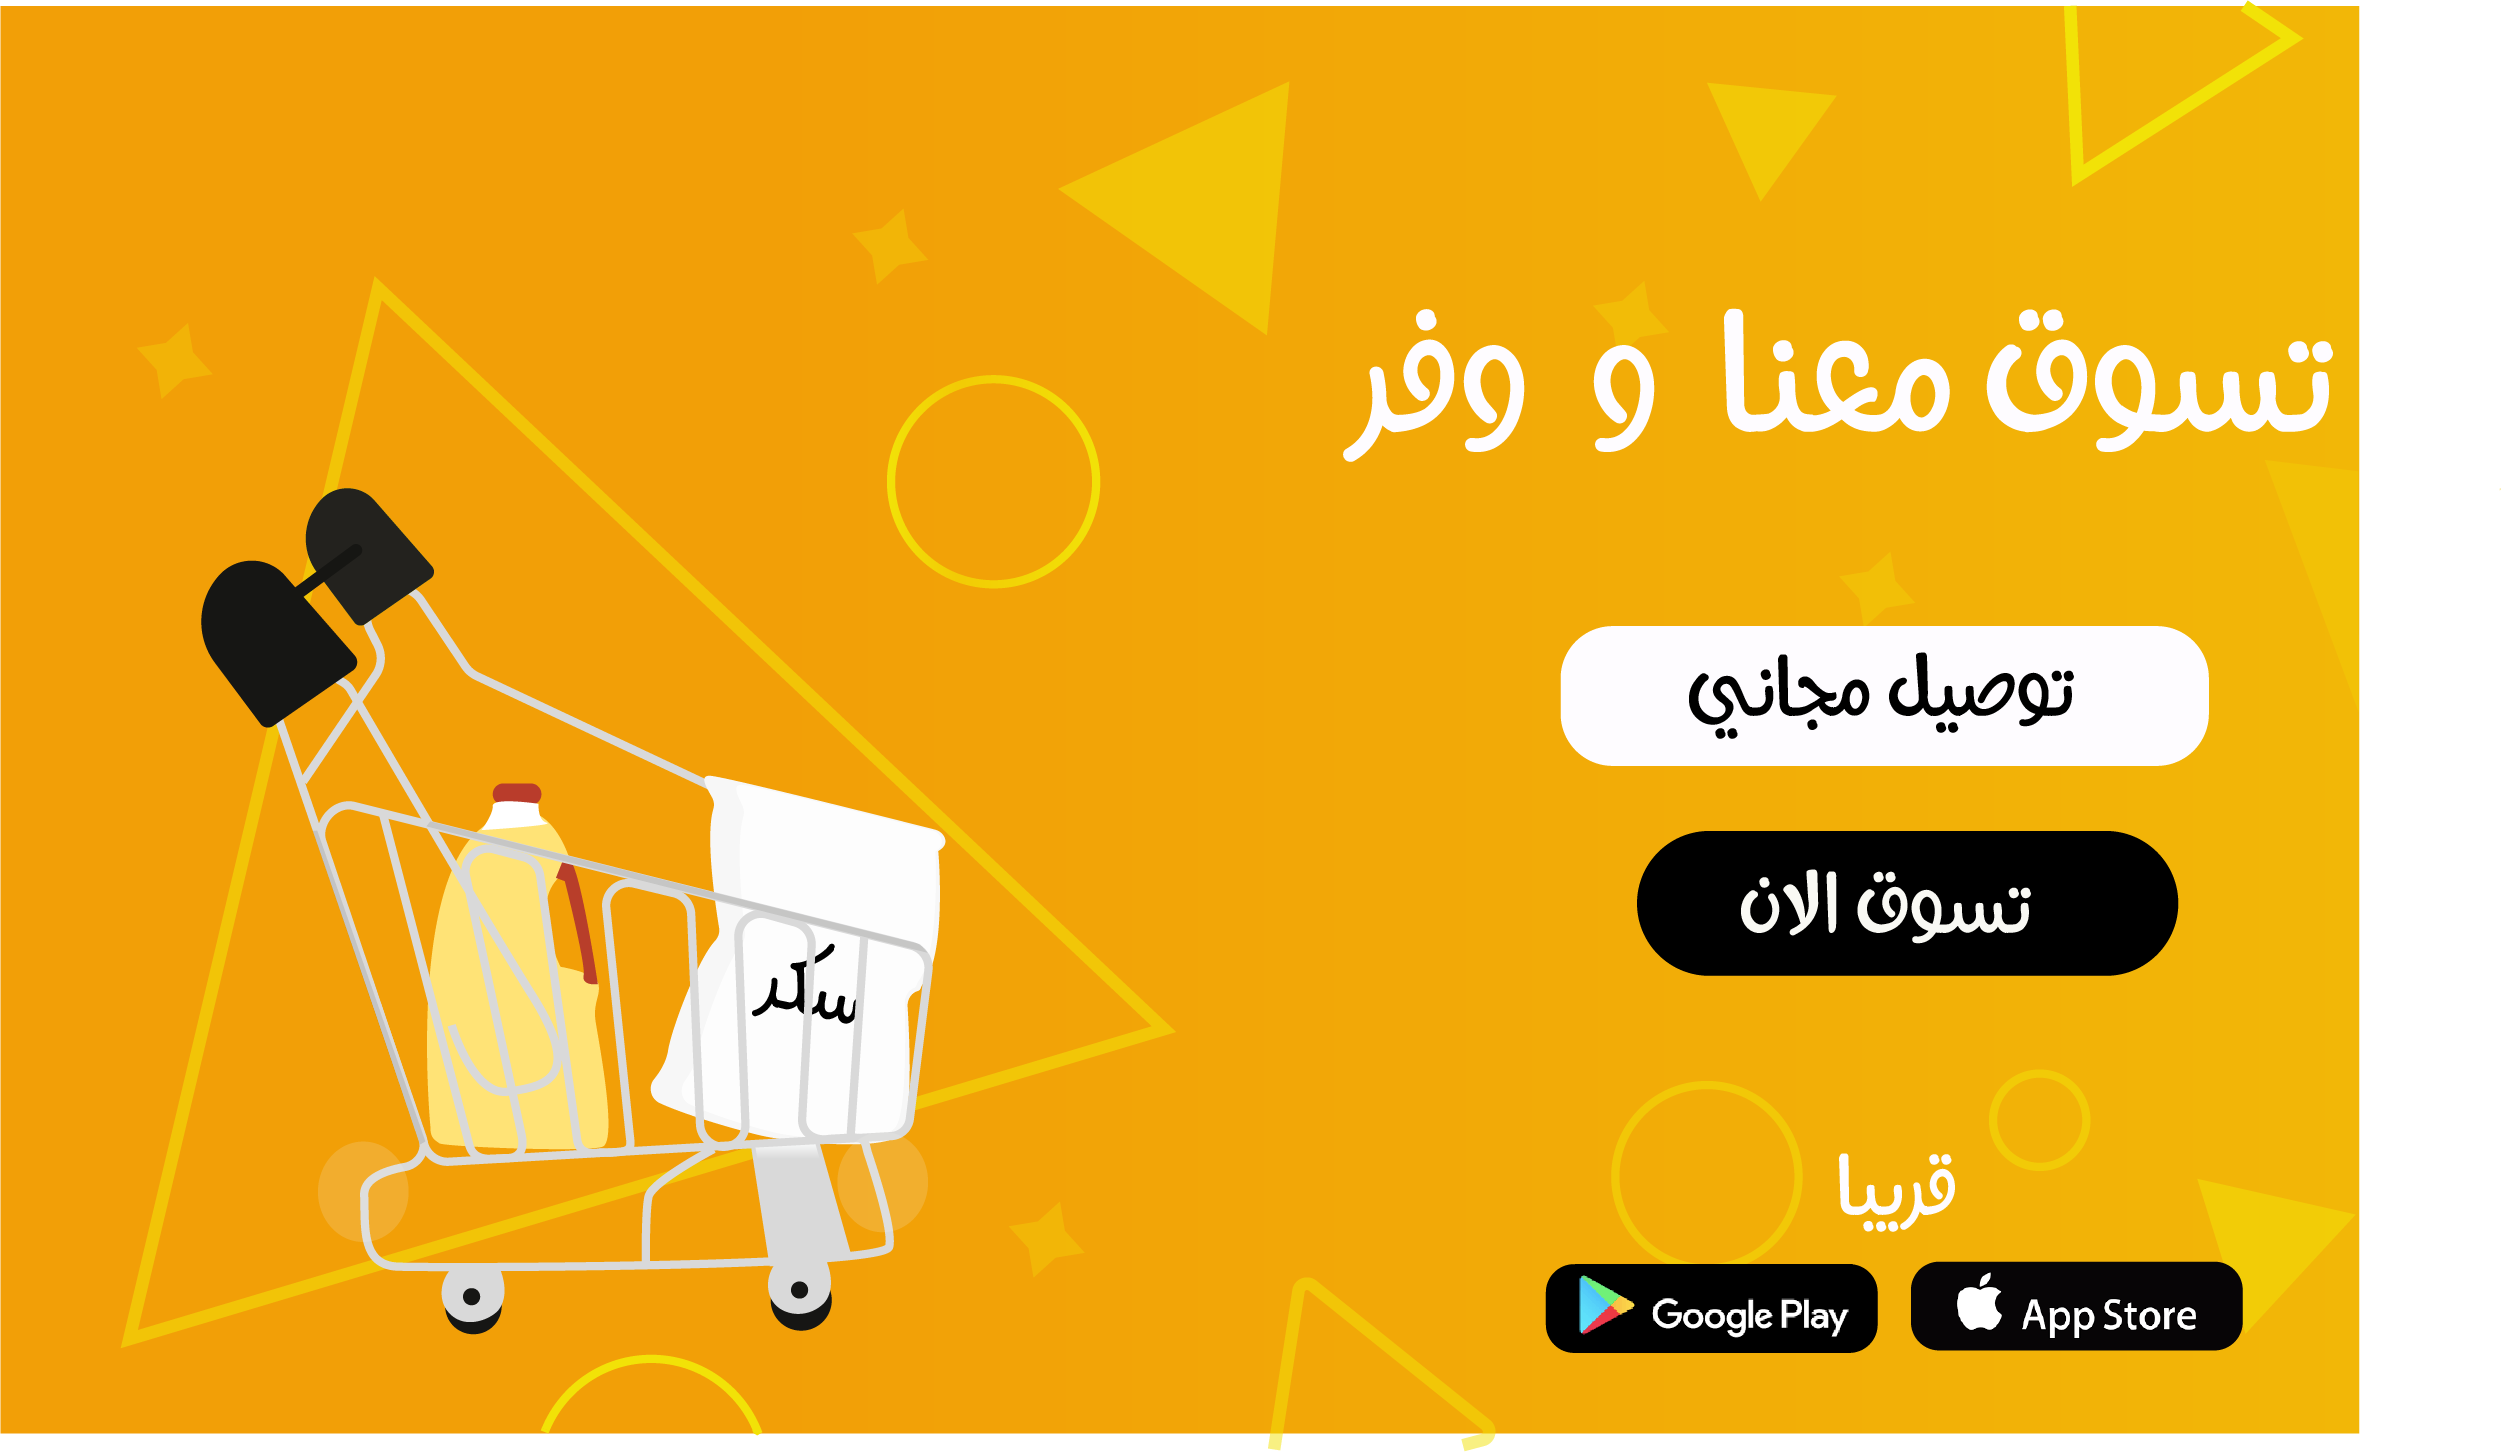 تسوق معنا و وفر
توصيل مجاني
تسوق الان
سكر
قريبا
Google Play
App Store